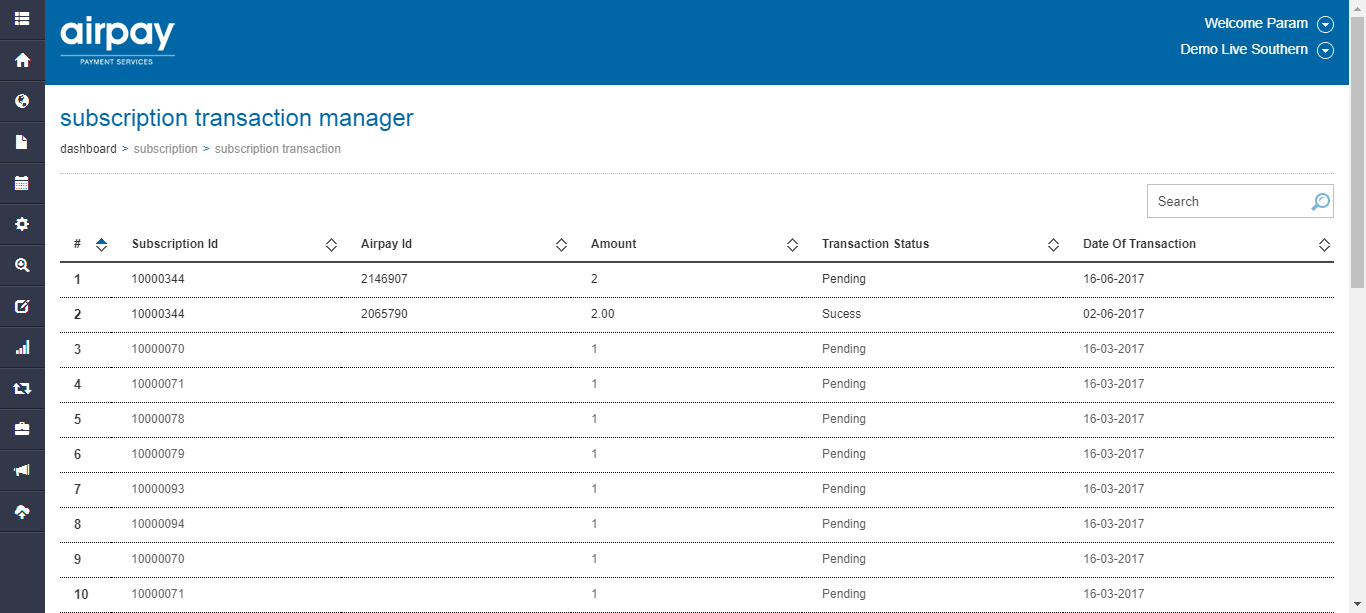 airpay
PAYMENT SERVICES
Welcome Param
Demo Live Southern
subscription transaction manager
dashboard > subscription > subscription transaction
Search
# Subscription Id Airpay Id Amount Transaction Status Date Of Transaction
1 10000344 2146907 2 Pending 16-06-2017
2 10000344 2065790 2.00 Sucess 02-06-2017
3 10000070 1 Pending 16-03-2017
4 10000071 1 Pending 16-03-2017
5 10000078 1 Pending 16-03-2017
6 10000079 1 Pending 16-03-2017
7 10000093 1 Pending 16-03-2017
8 10000094 1 Pending 16-03-2017
9 10000070 1 Pending 16-03-2017
10 10000071 1 Pending 16-03-2017